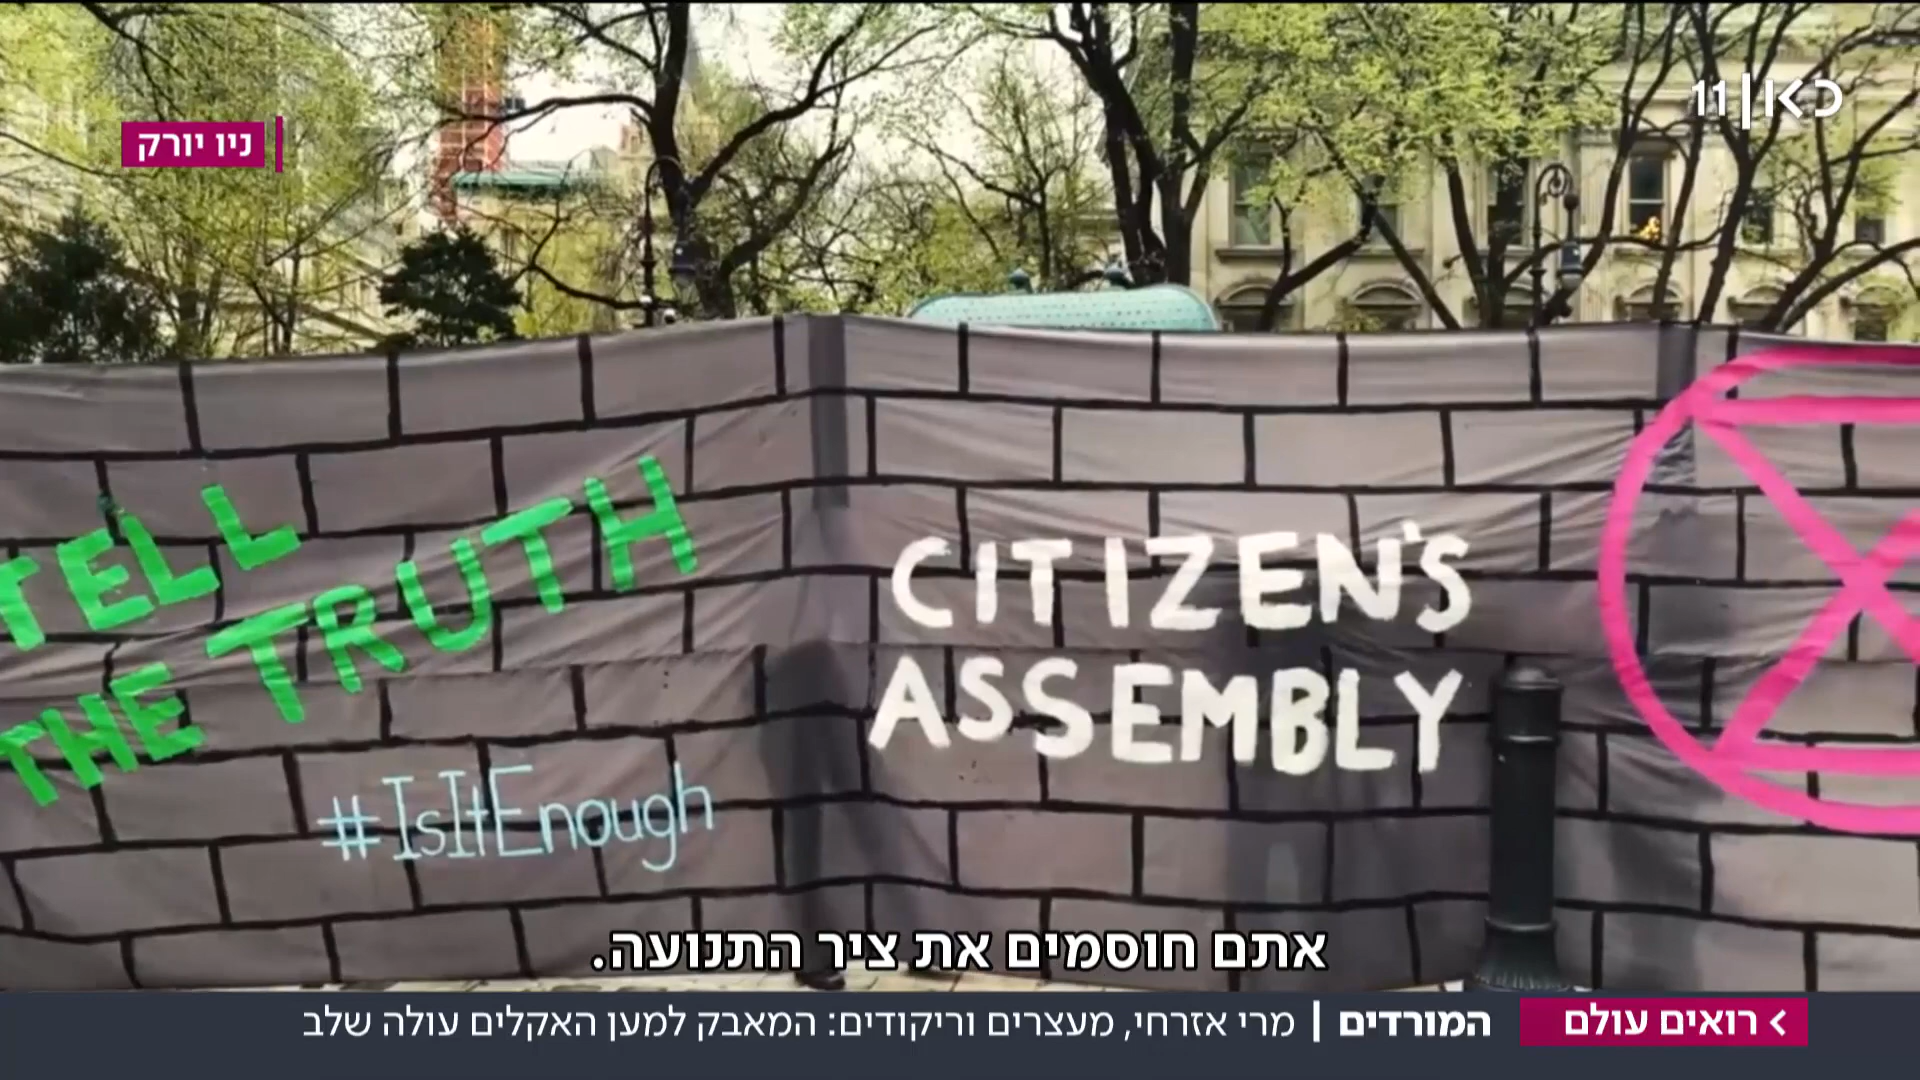 כאן | 11
ניו יורק
TELL
THE TRUTH
#IsItEnough
CITIZEN'S
ASSEMBLY
אתם חוסמים את ציר התנועה.
רואים עולם >
המורדים | מרי אזרחי, מעצרים וריקודים: המאבק למען האקלים עולה שלב